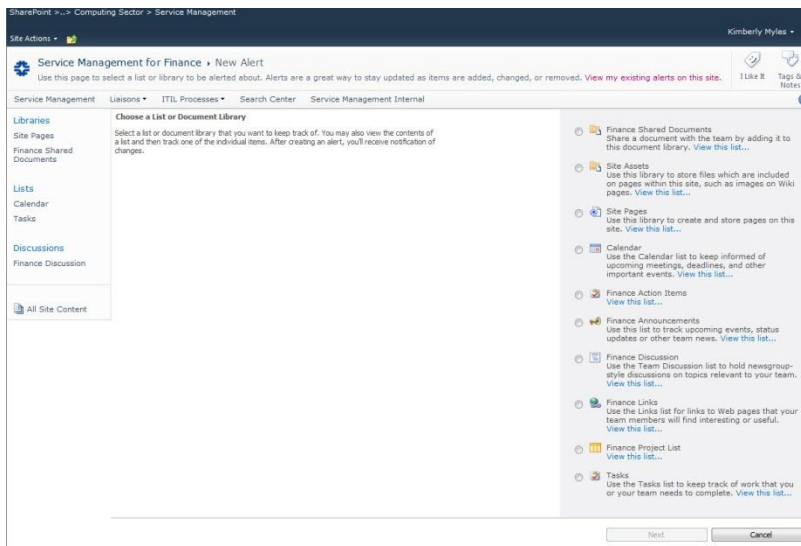 SharePoint >..> Computing Sector > Service Management
Kimberly Myles
Site Actions
Service Management for Finance › New Alert
Use this page to select a list or library to be alerted about. Alerts are a great way to stay updated as items are added, changed, or removed. View my existing alerts on this site.
I Like It
Tags &
Notes
Service Management Liaisons ITIL Processes Search Center Service Management Internal
Libraries
Site Pages
Finance Shared
Documents
Lists
Calendar
Tasks
Discussions
Finance Discussion
All Site Content
Choose a List or Document Library
Select a list or document library that you want to keep track of. You may also view the contents of
a list and then track one of the individual items. After creating an alert, you'll receive notification of
changes.
Finance Shared Documents
Share a document with the team by adding it to
this document library. View this list...
Site Assets
Use this library to store files which are included
on pages within this site, such as images on Wiki
pages. View this list...
Site Pages
Use this library to create and store pages on this
site. View this list...
Calendar
Use the Calendar list to keep informed of
upcoming meetings, deadlines, and other
important events. View this list...
Finance Action Items
View this list...
Finance Announcements
Use this list to track upcoming events, status
updates or other team news. View this list...
Finance Discussion
Use the Team Discussion list to hold newsgroup-
style discussions on topics relevant to your team.
View this list...
Finance Links
Use the Links list for links to Web pages that your
team members will find interesting or useful.
View this list...
Finance Project List
View this list...
Tasks
Use the Tasks list to keep track of work that you
or your team needs to complete. View this list...
Next
Cancel